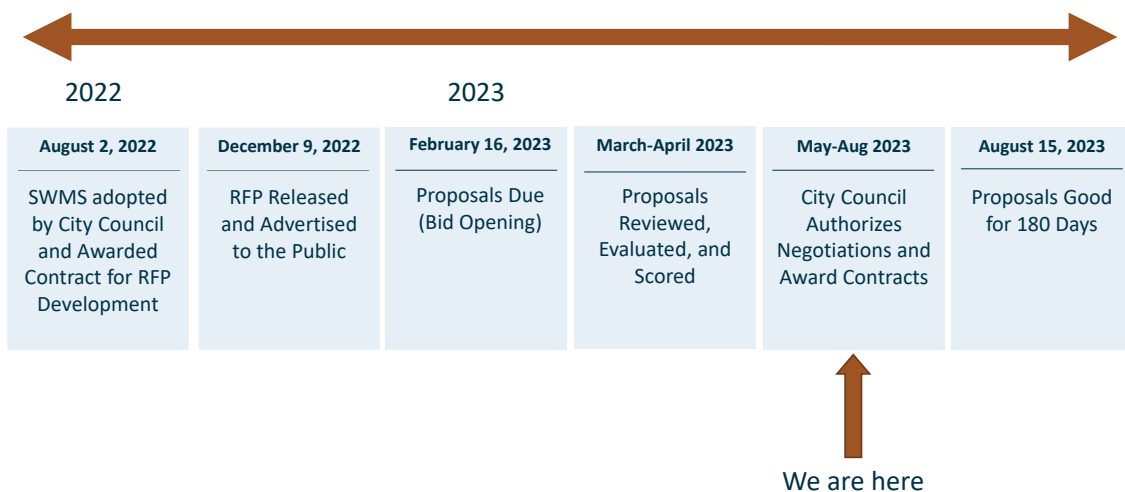 2022
2023
August 2, 2022
SWMS adopted
by City Council
and Awarded
Contract for RFP
Development
December 9, 2022
RFP Released
and Advertised
to the Public
February 16, 2023
Proposals Due
(Bid Opening)
March-April 2023
Proposals
Reviewed,
Evaluated, and
Scored
May-Aug 2023
City Council
Authorizes
Negotiations and
Award Contracts
August 15, 2023
Proposals Good
for 180 Days
We are here